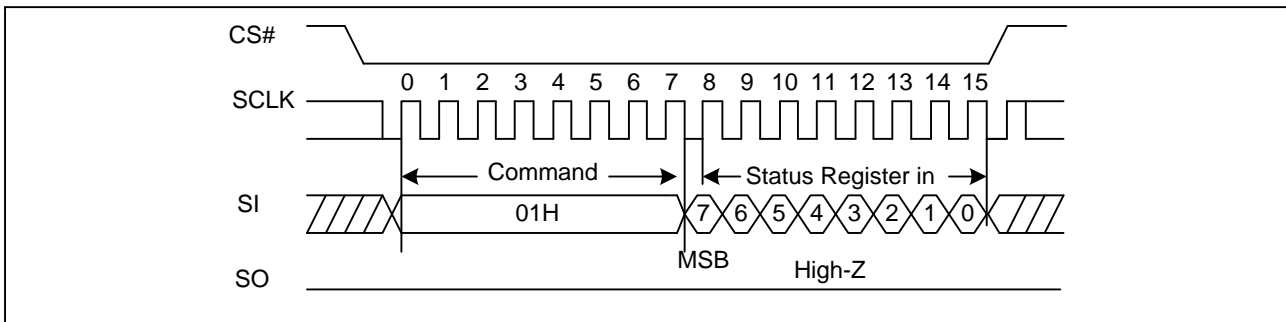 CS#
0 1 2 3 4 5 6 7 8 9 10 11 12 13 14 15
SCLK
Command Status Register in
SI 01H 7 6 5 4 3 2 1 0
MSB High-Z
SO